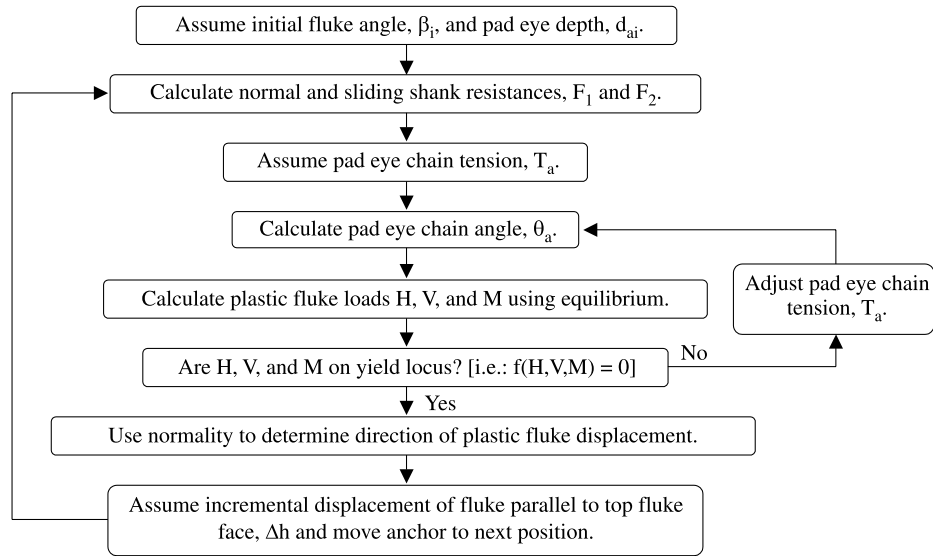 Assume initial fluke angle, βi, and pad eye depth, dai.
Calculate normal and sliding shank resistances, F1 and F2.
Assume pad eye chain tension, Ta.
Calculate pad eye chain angle, θa.
Adjust pad eye chain
tension, Ta.
Calculate plastic fluke loads H, V, and M using equilibrium.
Are H, V, and M on yield locus? [i.e.: f(H,V,M) = 0]
No
Yes
Use normality to determine direction of plastic fluke displacement.
Assume incremental displacement of fluke parallel to top fluke
face, Δh and move anchor to next position.